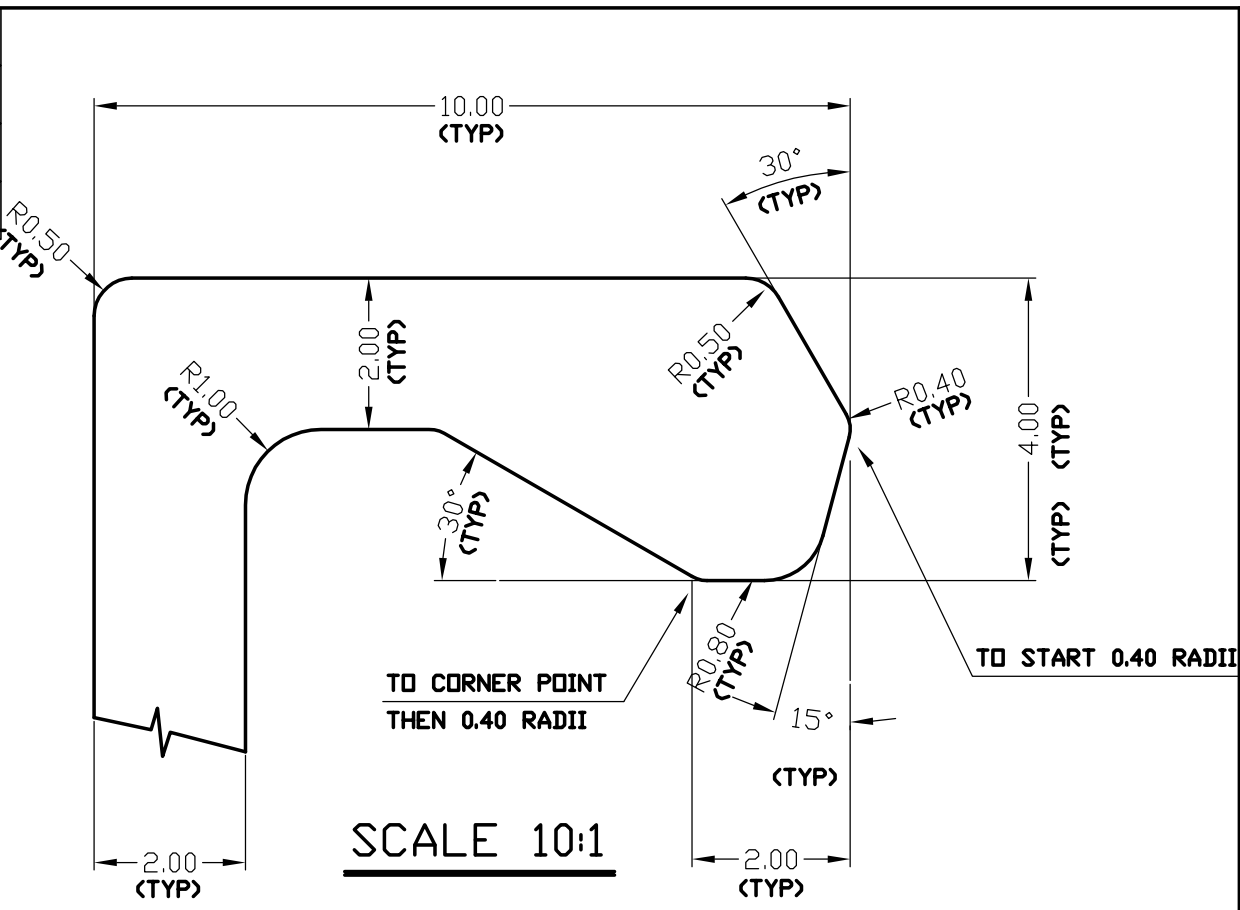 10.00
(TYP)
30°
(TYP)
R0.50
(TYP)
2.00
(TYP)
R1.00
(TYP)
R0.50
(TYP)
R0.40
(TYP)
4.00
(TYP)
(TYP)
30°
(TYP)
R0.80
(TYP)
TO START 0.40 RADII
TO CORNER POINT
THEN 0.40 RADII
15°
(TYP)
SCALE 10:1
2.00
(TYP)
2.00
(TYP)